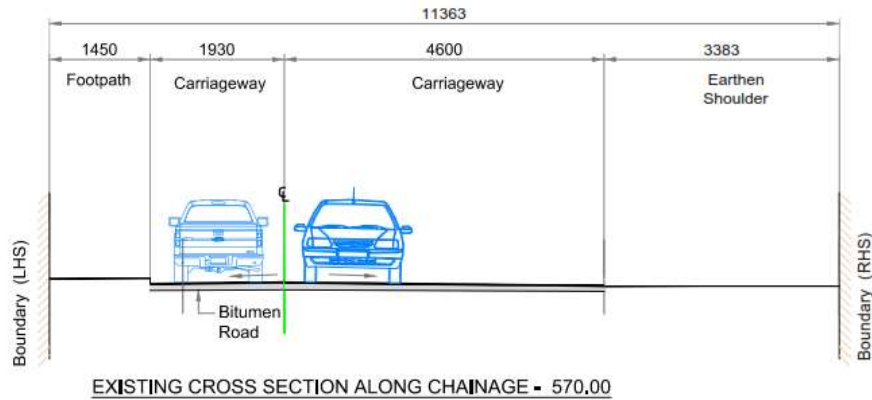 11363
1450
1930
4600
3383
Footpath
Carriageway
Carriageway
Earthen
Shoulder
℄
Boundary (LHS)
Boundary (RHS)
Bitumen
Road
EXISTING CROSS SECTION ALONG CHAINAGE - 570.00